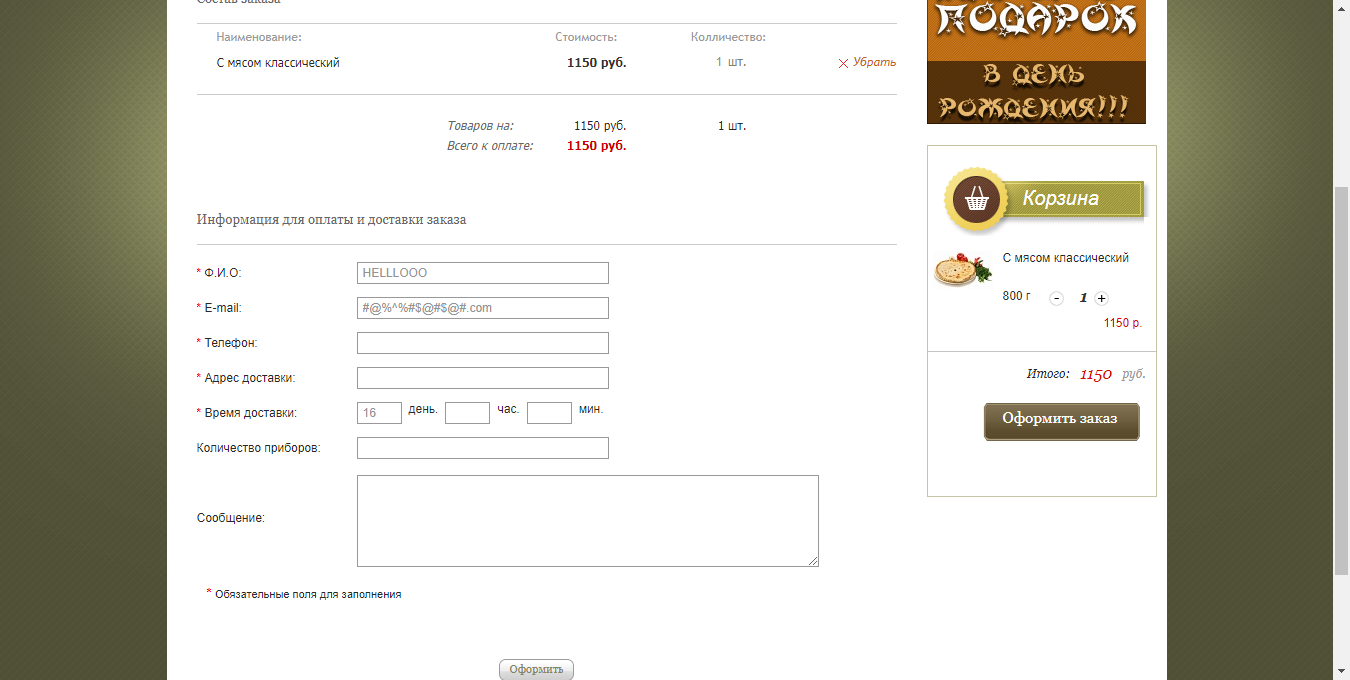 Состав заказа
Наименование: Стоимость: Колличество:
С мясом классический 1150 руб. 1 шт. Убрать
Товаров на: 1150 руб. 1 шт.
Всего к оплате: 1150 руб.
Информация для оплаты и доставки заказа
* Ф.И.О: HELLLOOO
* E-mail: #@%^%#$@#$@#.com
* Телефон:
* Адрес доставки:
* Время доставки: 16 день. час. мин.
Количество приборов:
Сообщение:
* Обязательные поля для заполнения
Оформить
ПОДАРОК
В ДЕНЬ
РОЖДЕНИЯ!!!
Корзина
С мясом классический
800 г - 1 +
1150 р.
Итого: 1150 руб.
Оформить заказ